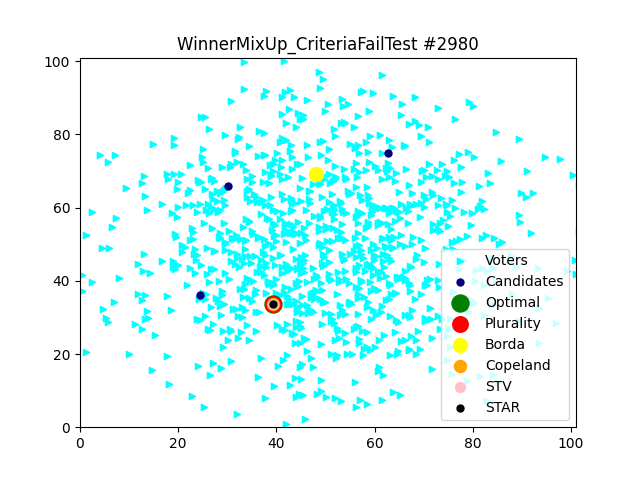 WinnerMixUp_CriteriaFailTest #2980
100
80
60
40
20
0
0
20
40
60
80
100
Voters
Candidates
Optimal
Plurality
Borda
Copeland
STV
STAR